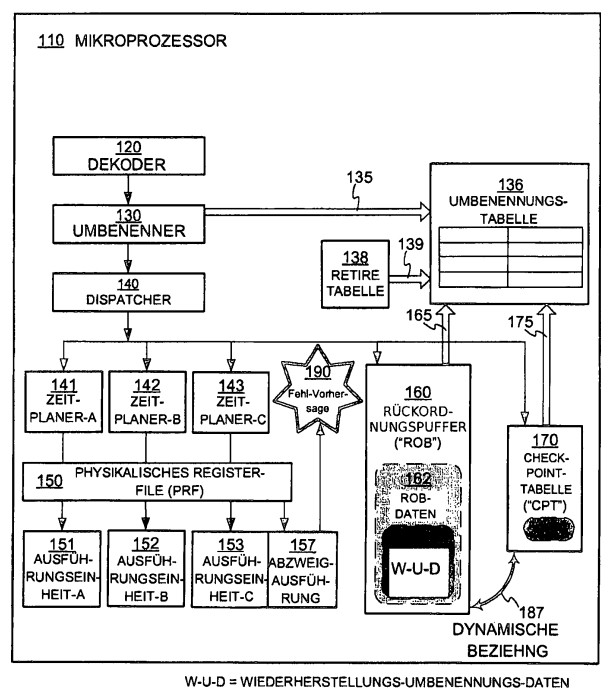 110 MIKROPROZESSOR
120
DEKODER
130
UMBENENNER
135
136
UMBENENNUNGS-
TABELLE
138
RETIRE
TABELLE
139
140
DISPATCHER
165
175
141
ZEIT-
PLANER-A
142
ZEIT-
PLANER-B
143
ZEIT-
PLANER-C
190
Fehl-Vorher-
sage
160
RÜCKORD-
NUNGSPUFFER
("ROB")
162
ROB-
DATEN
W-U-D
170
CHECK-
POINT-
TABELLE
("CPT")
150
PHYSIKALISCHES REGISTER-
FILE (PRF)
151
AUSFÜH-
RUNGSEIN-
HEIT-A
152
AUSFÜH-
RUNGSEIN-
HEIT-B
153
AUSFÜH-
RUNGSEIN-
HEIT-C
157
ABZWEIG-
AUSFÜH-
RUNG
187
DYNAMISCHE
BEZIEHNG
W-U-D = WIEDERHERSTELLUNGS-UMBENENNUNGS-DATEN